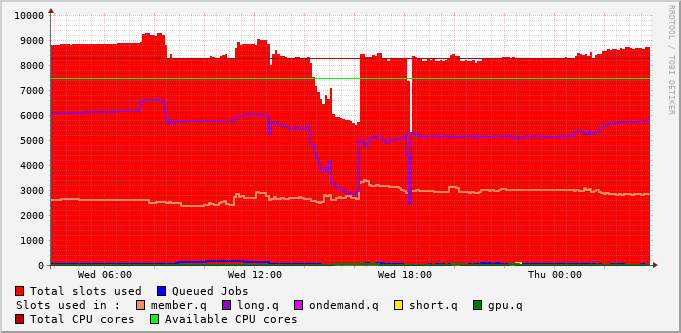 RRDTOOL / TOBI OETIKER
10000
9000
8000
7000
6000
5000
4000
3000
2000
1000
0
Wed 06:00 Wed 12:00 Wed 18:00 Thu 00:00
Total slots used Queued Jobs
Slots used in : member.q long.q ondemand.q short.q gpu.q
Total CPU cores Available CPU cores